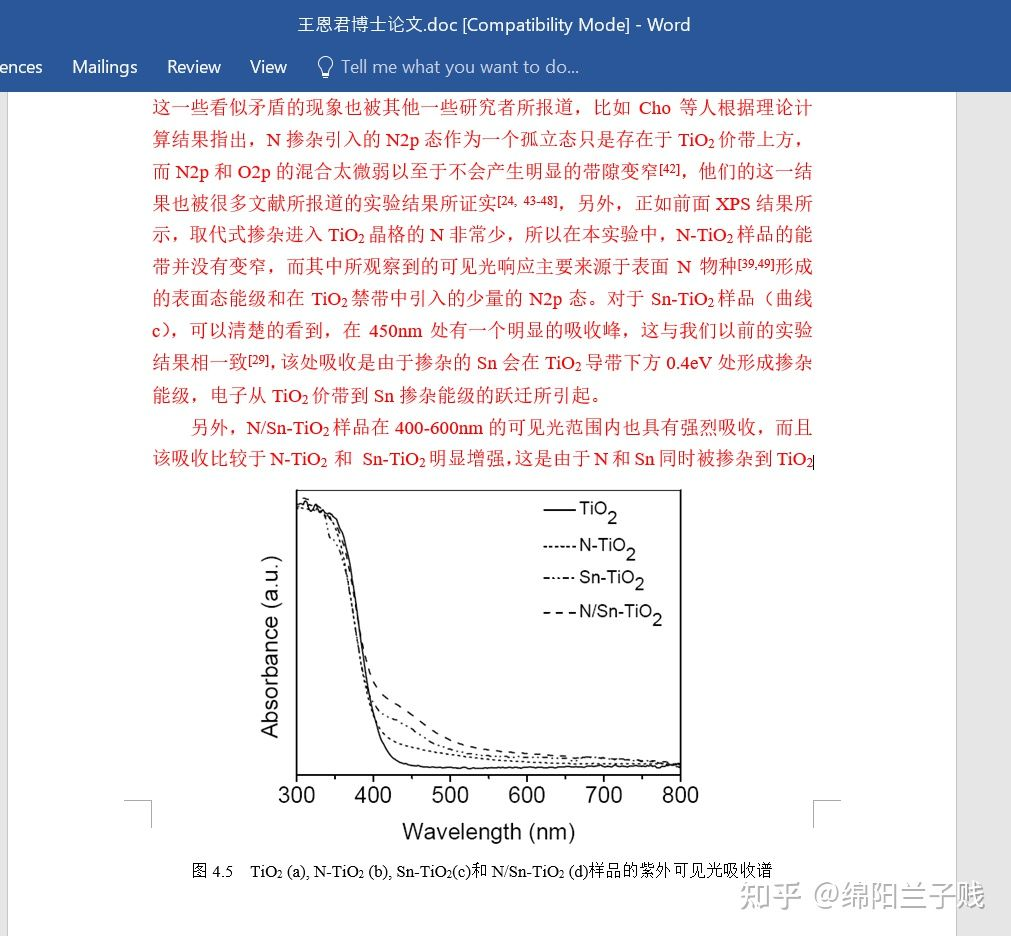 王恩君博士论文.doc [Compatibility Mode] - Word
ences Mailings Review View Tell me what you want to do...
这一些看似矛盾的现象也被其他一些研究者所报道，比如 Cho 等人根据理论计
算结果指出，N 掺杂引入的 N2p 态作为一个孤立态只是存在于 TiO2 价带上方，
而 N2p 和 O2p 的混合太微弱以至于不会产生明显的带隙变窄[42]，他们的这一结
果也被很多文献所报道的实验结果所证实[24, 43-48]，另外，正如前面 XPS 结果所
示，取代式掺杂进入 TiO2 晶格的 N 非常少，所以在本实验中，N-TiO2 样品的能
带并没有变窄，而其中所观察到的可见光响应主要来源于表面 N 物种[39,49]形成
的表面态能级和在 TiO2 禁带中引入的少量的 N2p 态。对于 Sn-TiO2 样品（曲线
c），可以清楚的看到，在 450nm 处有一个明显的吸收峰，这与我们以前的实验
结果相一致[29]，该处吸收是由于掺杂的 Sn 会在 TiO2 导带下方 0.4eV 处形成掺杂
能级，电子从 TiO2 价带到 Sn 掺杂能级的跃迁所引起。
另外，N/Sn-TiO2 样品在 400-600nm 的可见光范围内也具有强烈吸收，而且
该吸收比较于 N-TiO2 和 Sn-TiO2 明显增强，这是由于 N 和 Sn 同时被掺杂到 TiO2
TiO2
N-TiO2
Sn-TiO2
N/Sn-TiO2
Absorbance (a.u.)
300 400 500 600 700 800
Wavelength (nm)
图 4.5 TiO2 (a), N-TiO2 (b), Sn-TiO2(c)和 N/Sn-TiO2 (d)样品的紫外可见光吸收谱
知乎 @绵阳兰子贱